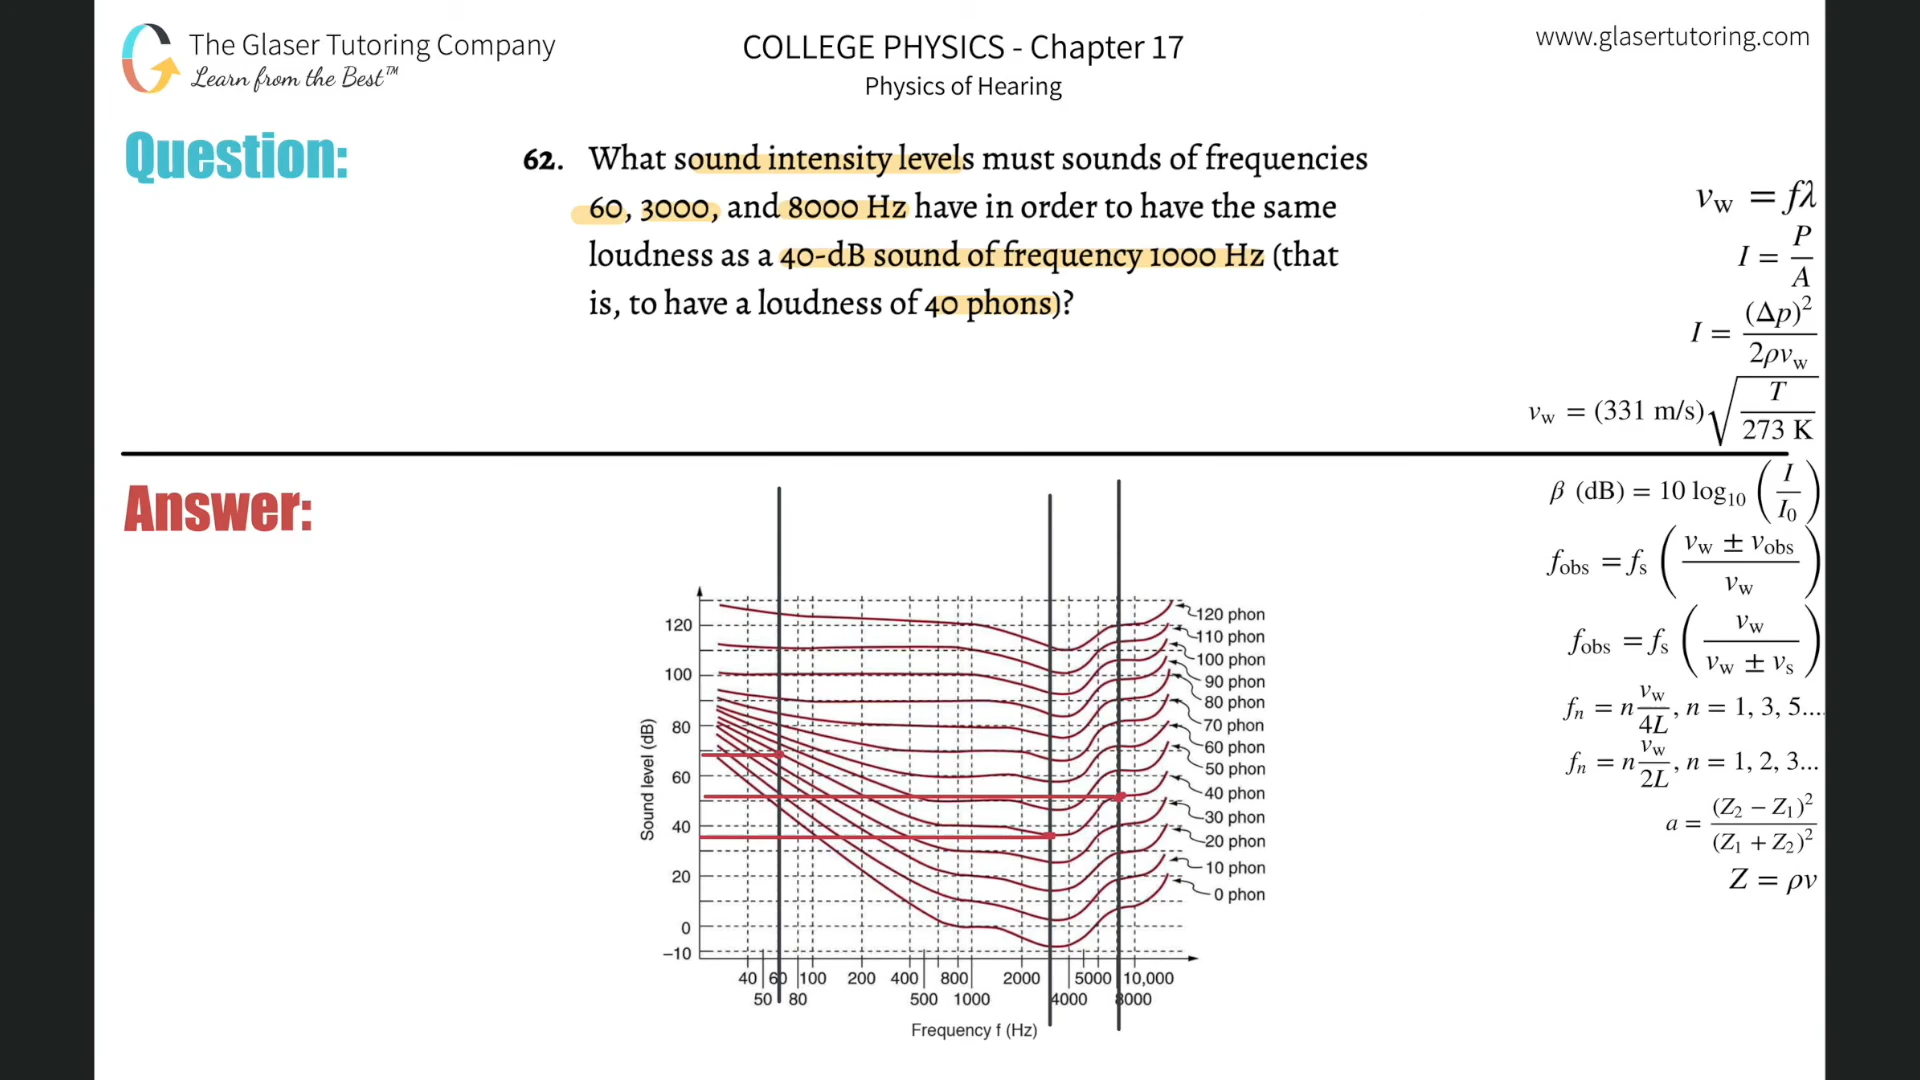 The Glaser Tutoring Company
Learn from the Best™
COLLEGE PHYSICS - Chapter 17
Physics of Hearing
www.glasertutoring.com
Question:
62. What sound intensity levels must sounds of frequencies
60, 3000, and 8000 Hz have in order to have the same
loudness as a 40-dB sound of frequency 1000 Hz (that
is, to have a loudness of 40 phons)?
v_w = fλ
I = P/A
I = (Δp)²/2ρv_w
v_w = (331 m/s)√(T/273 K)
Answer:
β (dB) = 10 log₁₀ (I/I₀)
f_obs = f_s ((v_w ± v_obs)/v_w)
f_obs = f_s (v_w/(v_w ± v_s))
f_n = n v_w/4L, n = 1, 3, 5...
f_n = n v_w/2L, n = 1, 2, 3...
a = (Z₂ − Z₁)²/(Z₁ + Z₂)²
Z = ρv
Sound level (dB)
120
100
80
60
40
20
0
−10
120 phon
110 phon
100 phon
90 phon
80 phon
70 phon
60 phon
50 phon
40 phon
30 phon
20 phon
10 phon
0 phon
40 60 100 200 400 800 2000 5000 10,000
50 80 500 1000 4000 8000
Frequency f (Hz)